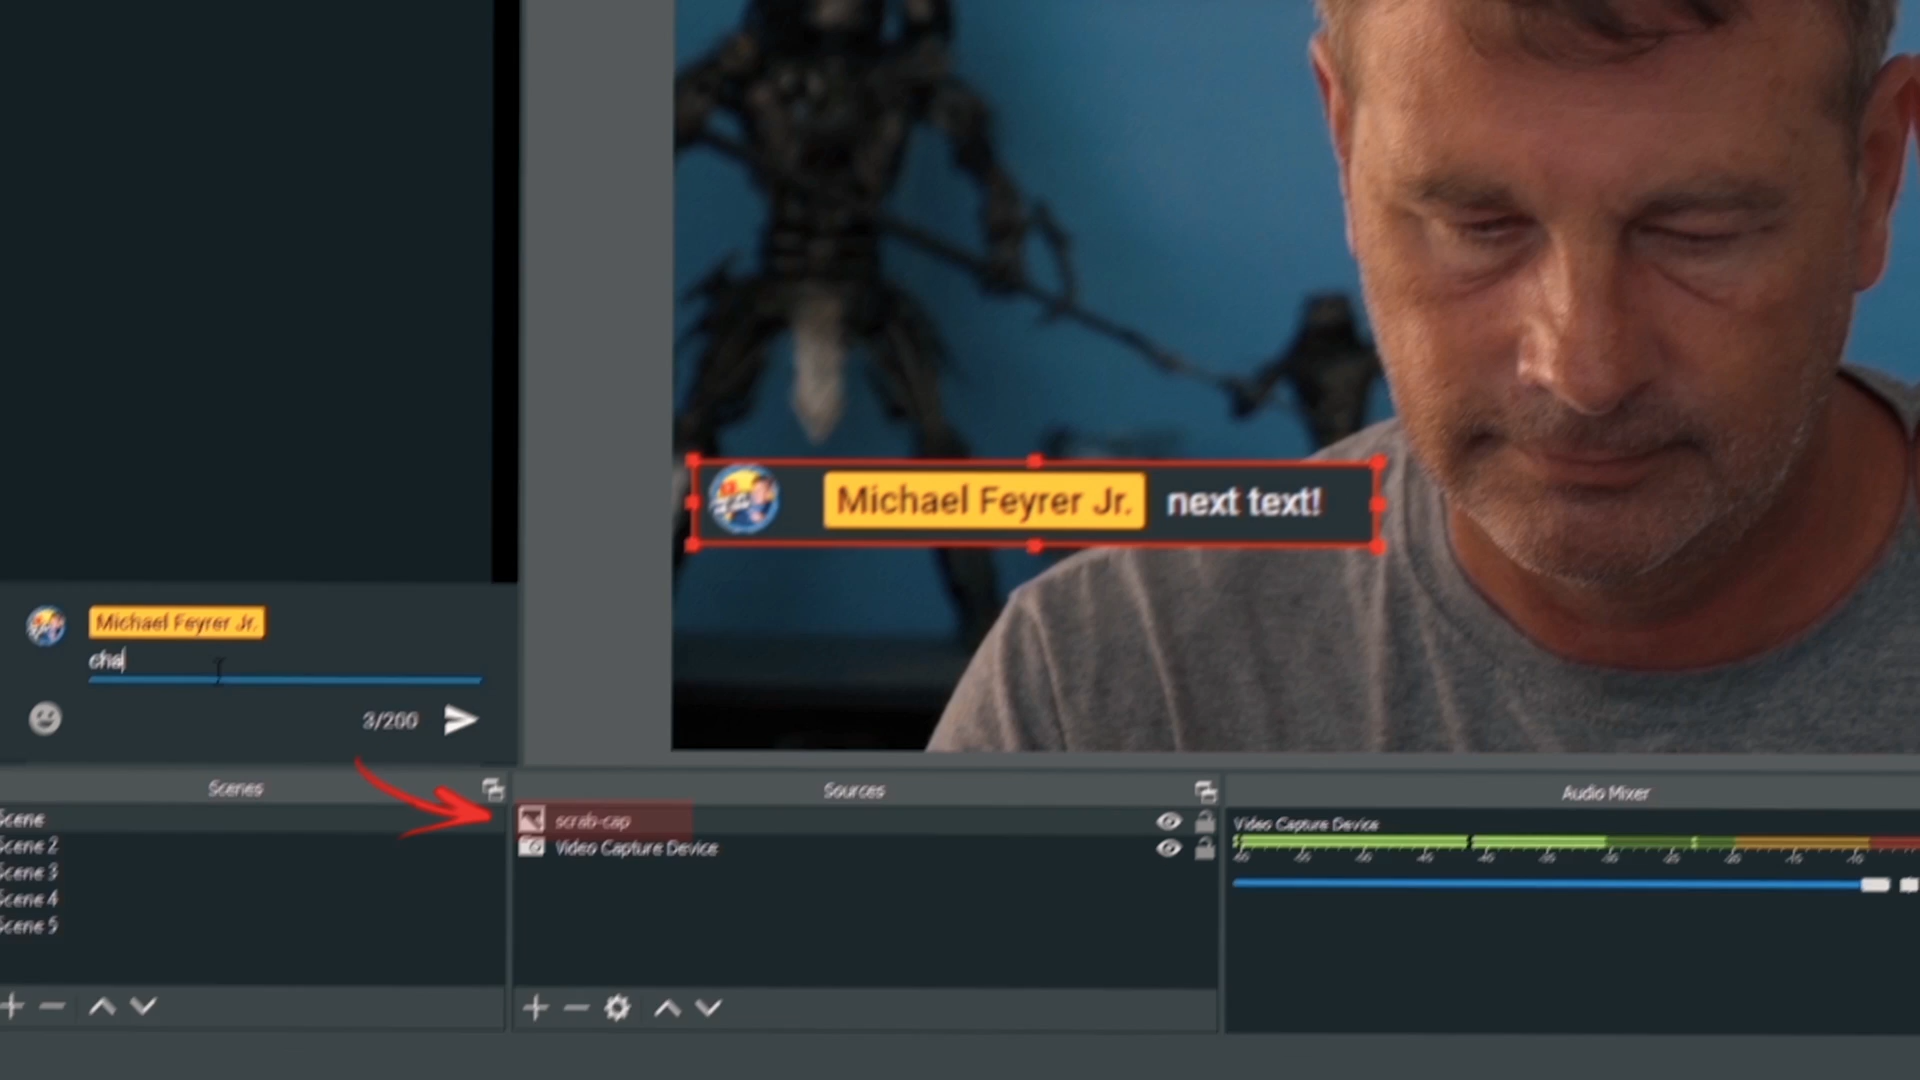 Michael Feyrer Jr. next text!
Michael Feyrer Jr.
cha
3/200
Scenes
Sources
Audio Mixer
Scene
Scene 2
Scene 3
Scene 4
Scene 5
scrab-cap
Video Capture Device
Video Capture Device